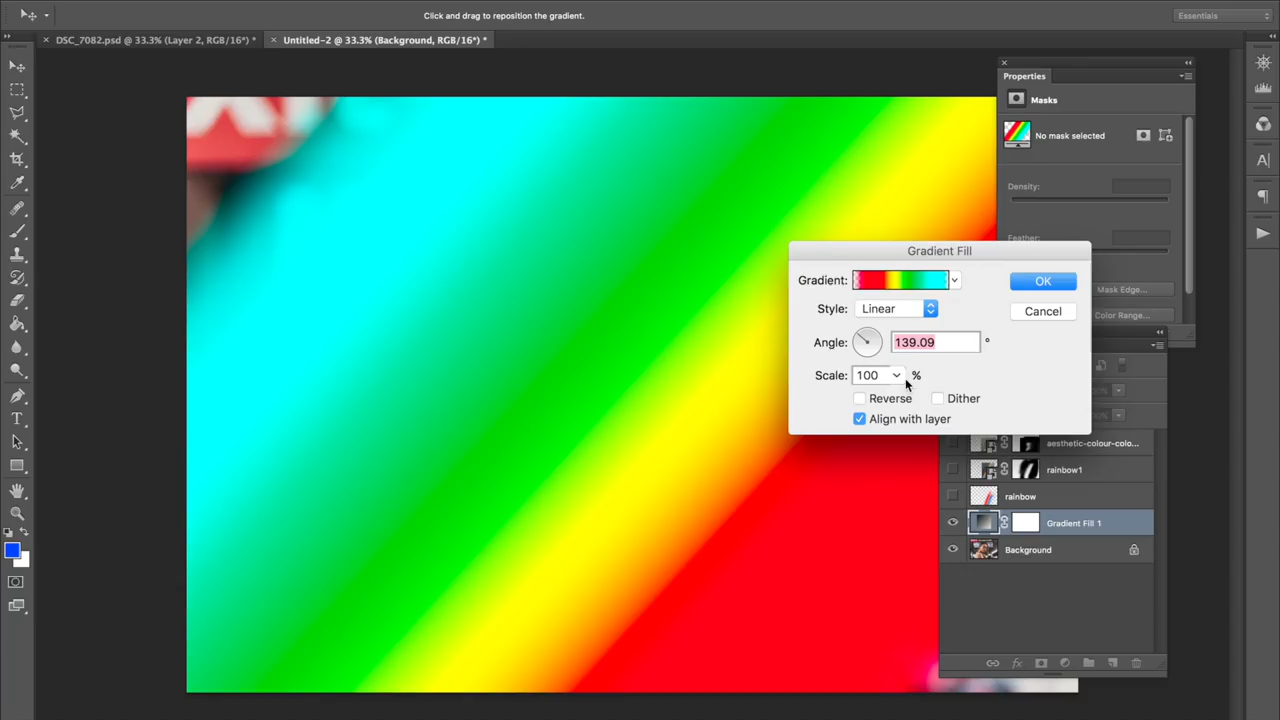 Click and drag to reposition the gradient.
Essentials
DSC_7082.psd @ 33.3% (Layer 2, RGB/16*) *
Untitled-2 @ 33.3% (Background, RGB/16*) *
Properties
Masks
No mask selected
Density:
Feather:
Mask Edge...
Color Range...
Gradient Fill
Gradient:
OK
Style: Linear
Cancel
Angle: 139.09 °
Scale: 100 %
Reverse Dither
Align with layer
aesthetic-colour-colo...
rainbow1
rainbow
Gradient Fill 1
Background